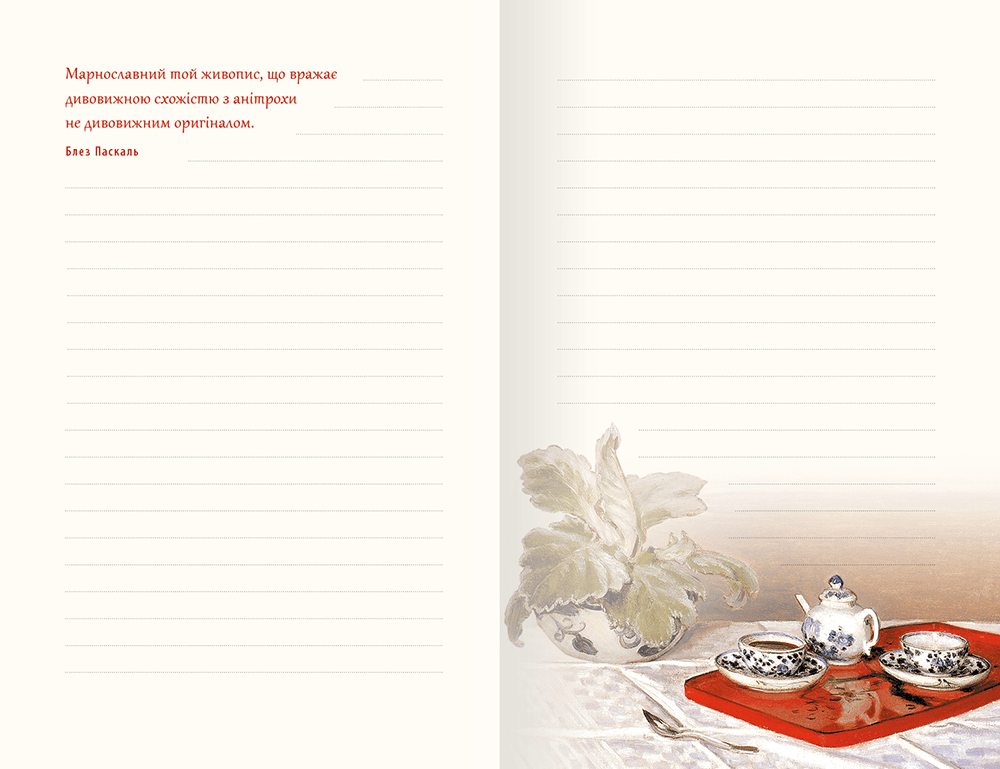 Марнославний той живопис, що вражає
дивовижною схожістю з анітрохи
не дивовижним оригіналом.
Блез Паскаль